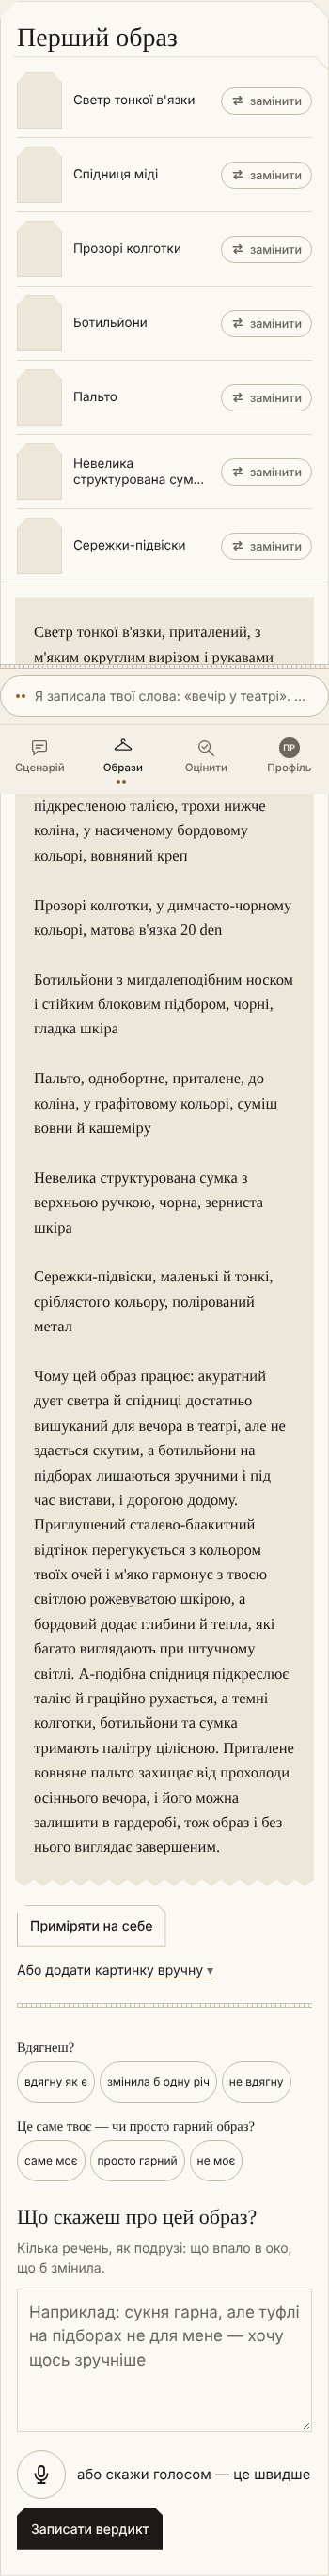 Перший образ
Светр тонкої в'язки
замінити
Спідниця міді
замінити
Прозорі колготки
замінити
Ботильйони
замінити
Пальто
замінити
Невелика
структурована сум...
замінити
Сережки-підвіски
замінити
Светр тонкої в'язки, приталений, з
м'яким округлим вирізом і рукавами
Я записала твої слова: «вечір у театрі». ...
Сценарій
Образи
Оцінити
ПР
Профіль
підкресленою талією, трохи нижче
коліна, у насиченому бордовому
кольорі, вовняний креп
Прозорі колготки, у димчасто-чорному
кольорі, матова в'язка 20 den
Ботильйони з мигдалеподібним носком
і стійким блоковим підбором, чорні,
гладка шкіра
Пальто, однобортне, приталене, до
коліна, у графітовому кольорі, суміш
вовни й кашеміру
Невелика структурована сумка з
верхньою ручкою, чорна, зерниста
шкіра
Сережки-підвіски, маленькі й тонкі,
сріблястого кольору, полірований
метал
Чому цей образ працює: акуратний
дует светра й спідниці достатньо
вишуканий для вечора в театрі, але не
здається скутим, а ботильйони на
підборах лишаються зручними і під
час вистави, і дорогою додому.
Приглушений сталево-блакитний
відтінок перегукується з кольором
твоїх очей і м'яко гармонює з твоєю
світлою рожевуватою шкірою, а
бордовий додає глибини й тепла, які
багато виглядають при штучному
світлі. А-подібна спідниця підкреслює
талію й граційно рухається, а темні
колготки, ботильйони та сумка
тримають палітру цілісною. Приталене
вовняне пальто захищає від прохолоди
осіннього вечора, і його можна
залишити в гардеробі, тож образ і без
нього виглядає завершеним.
Приміряти на себе
Або додати картинку вручну ▾
Вдягнеш?
вдягну як є
змінила б одну річ
не вдягну
Це саме твоє — чи просто гарний образ?
саме моє
просто гарний
не моє
Що скажеш про цей образ?
Кілька речень, як подрузі: що впало в око,
що б змінила.
Наприклад: сукня гарна, але туфлі
на підборах не для мене — хочу
щось зручніше
або скажи голосом — це швидше
Записати вердикт